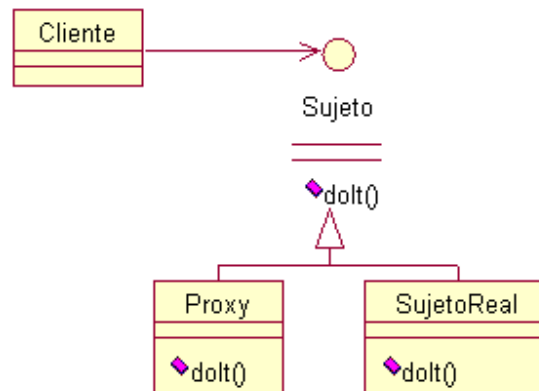 Cliente
Sujeto
doIt()
Proxy
SujetoReal
doIt()
doIt()